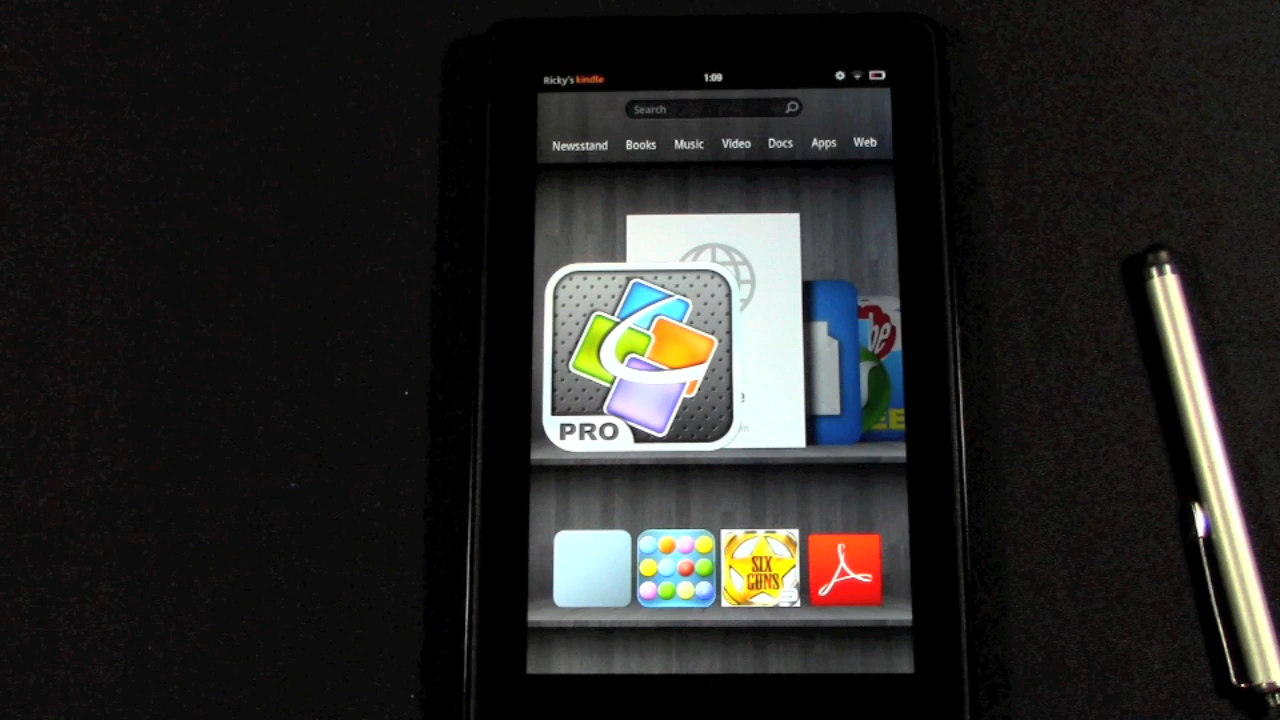 Ricky's kindle 1:09
Search
Newsstand Books Music Video Docs Apps Web
PRO
SIX
GUNS